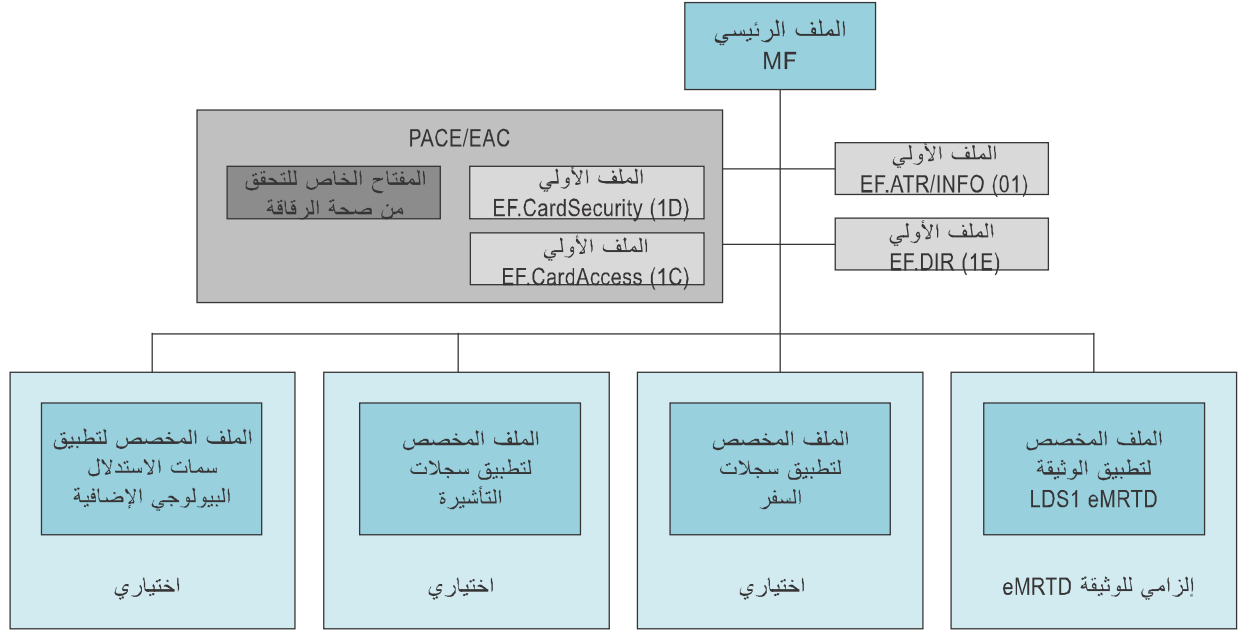 الملف الرئيسي
MF
PACE/EAC
المفتاح الخاص للتحقق
من صحة الرقاقة
الملف الأولي
EF.CardSecurity (1D)
الملف الأولي
EF.CardAccess (1C)
الملف الأولي
EF.ATR/INFO (01)
الملف الأولي
EF.DIR (1E)
الملف المخصص
لتطبيق الوثيقة
LDS1 eMRTD
إلزامي للوثيقة eMRTD
الملف المخصص
لتطبيق سجلات
السفر
اختياري
الملف المخصص
لتطبيق سجلات
التأشيرة
اختياري
الملف المخصص لتطبيق
سمات الاستدلال
البيولوجي الإضافية
اختياري